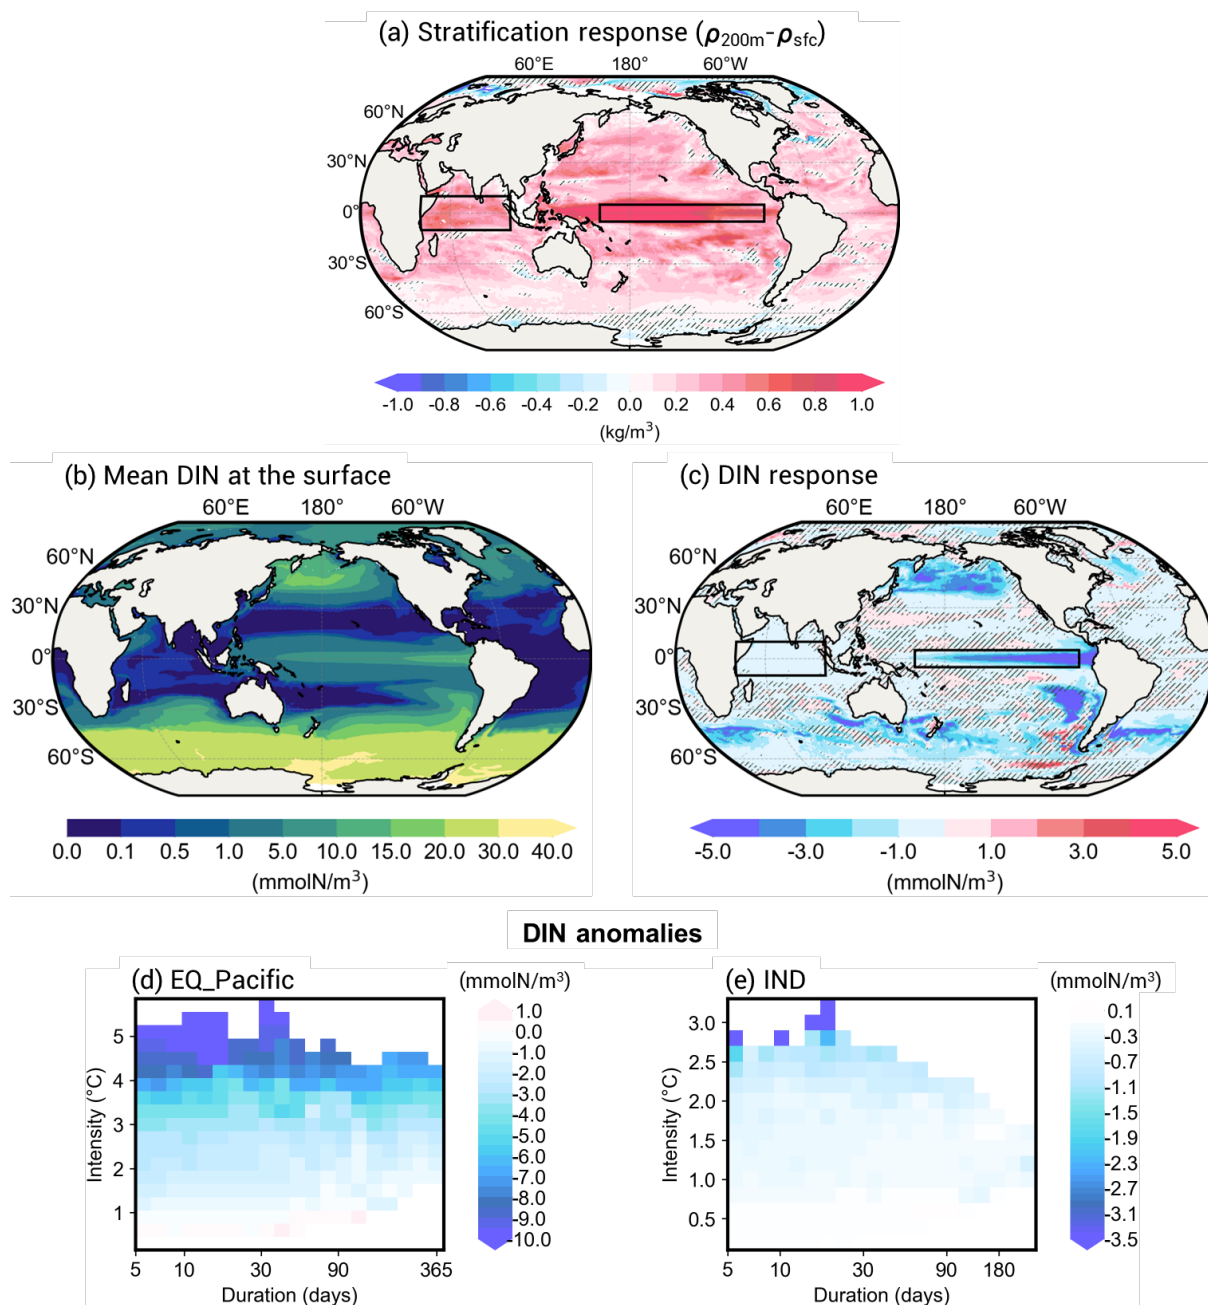 (a) Stratification response (ρ200m-ρsfc)
60°E 180° 60°W
60°N
30°N
0°
30°S
60°S
-1.0 -0.8 -0.6 -0.4 -0.2 0.0 0.2 0.4 0.6 0.8 1.0
(kg/m³)
(b) Mean DIN at the surface
60°E 180° 60°W
60°N
30°N
0°
30°S
60°S
0.0 0.1 0.5 1.0 5.0 10.0 15.0 20.0 30.0 40.0
(mmolN/m³)
(c) DIN response
60°E 180° 60°W
60°N
30°N
0°
30°S
60°S
-5.0 -3.0 -1.0 1.0 3.0 5.0
(mmolN/m³)
DIN anomalies
(d) EQ_Pacific
(mmolN/m³)
1.0
0.0
-1.0
-2.0
-3.0
-4.0
-5.0
-6.0
-7.0
-8.0
-9.0
-10.0
Intensity (°C)
5
4
3
2
1
5 10 30 90 365
Duration (days)
(e) IND
(mmolN/m³)
0.1
-0.3
-0.7
-1.1
-1.5
-1.9
-2.3
-2.7
-3.1
-3.5
Intensity (°C)
3.0
2.5
2.0
1.5
1.0
0.5
5 10 30 90 180
Duration (days)